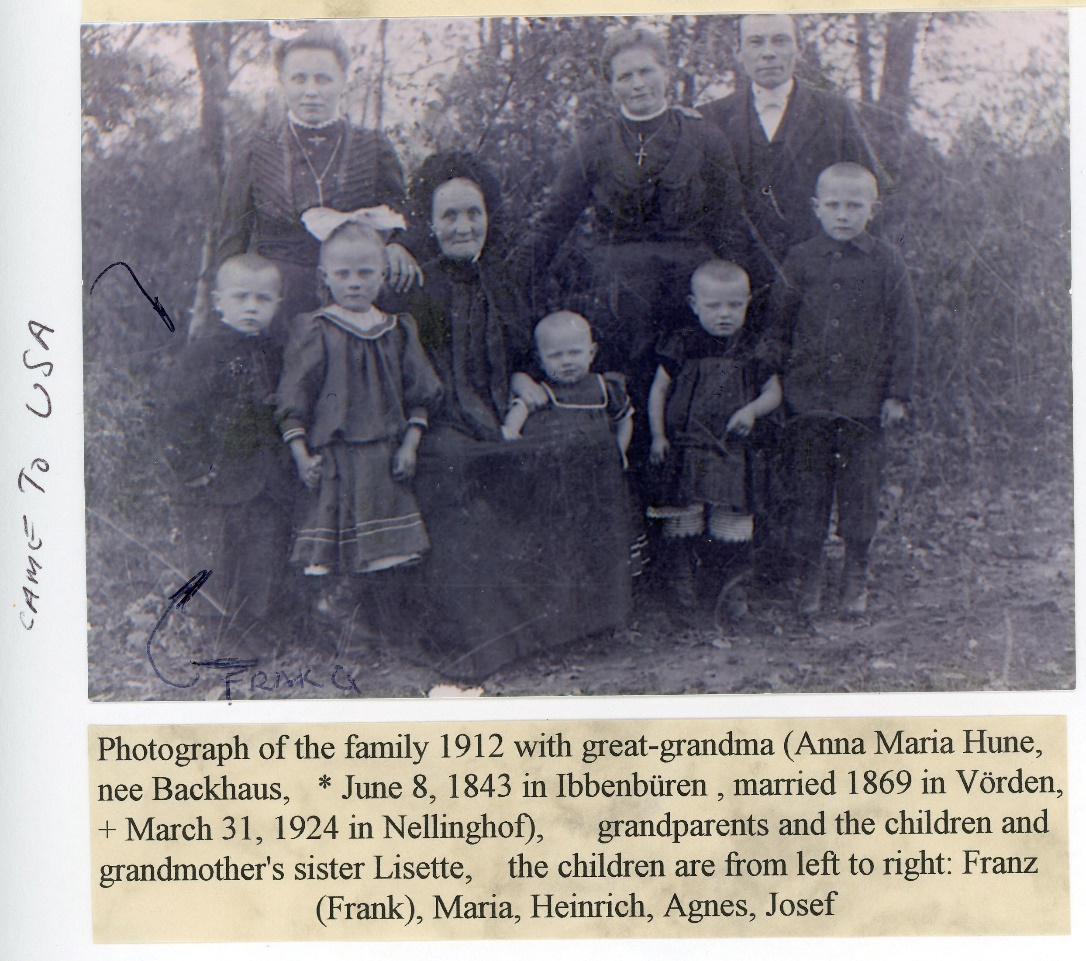 CAME TO USA
FRANK
Photograph of the family 1912 with great-grandma (Anna Maria Hune,
nee Backhaus, * June 8, 1843 in Ibbenbüren , married 1869 in Vörden,
+ March 31, 1924 in Nellinghof), grandparents and the children and
grandmother's sister Lisette, the children are from left to right: Franz
(Frank), Maria, Heinrich, Agnes, Josef